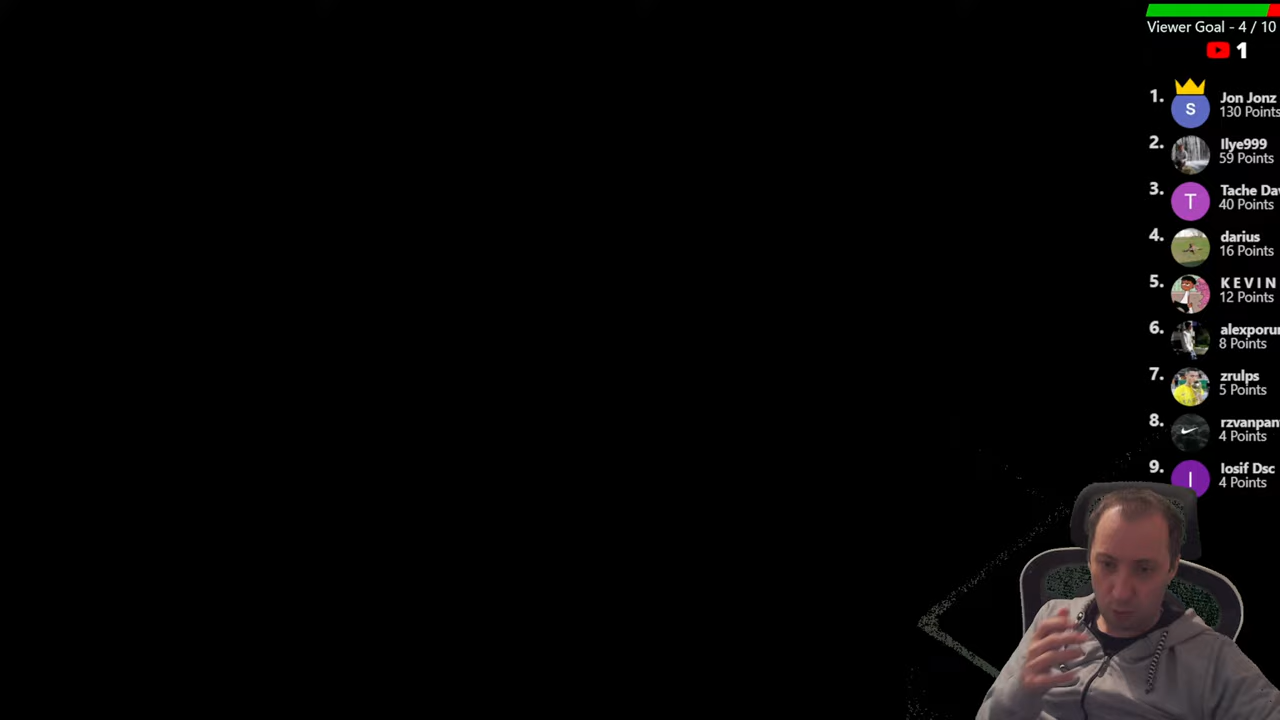 Viewer Goal - 4 / 10
1
1.
Jon Jonz
130 Points
S
2.
Ilye999
59 Points
3.
Tache Dav
40 Points
T
4.
darius
16 Points
5.
K E V I N
12 Points
6.
alexporum
8 Points
7.
zrulps
5 Points
8.
rzvanpan
4 Points
9.
Iosif Dsc
4 Points
I